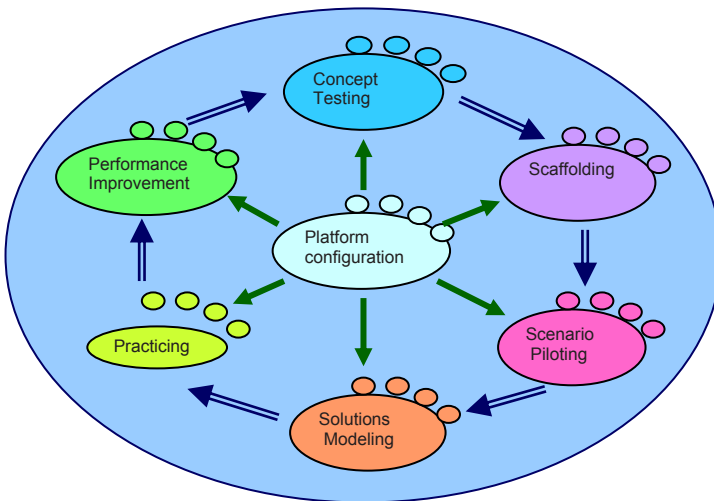 Concept
Testing
Scaffolding
Scenario
Piloting
Solutions
Modeling
Practicing
Performance
Improvement
Platform
configuration